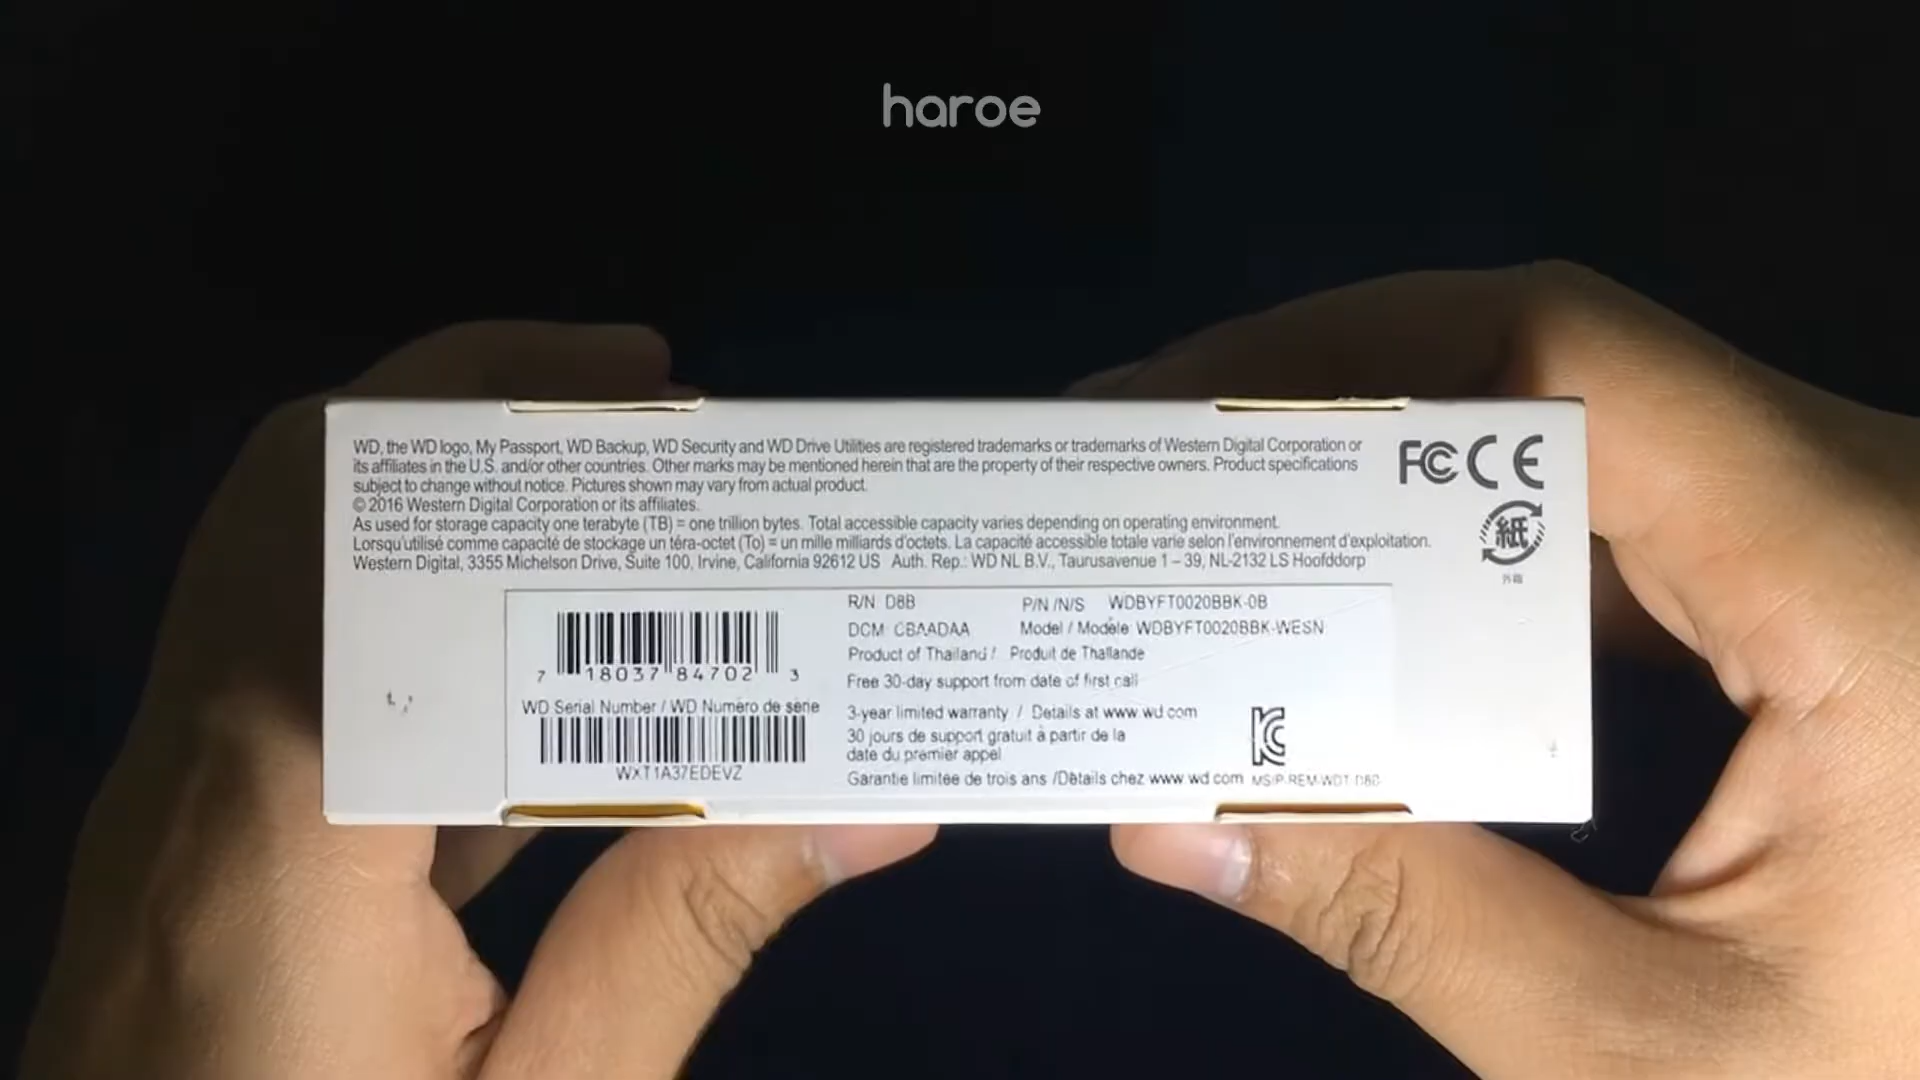 haroe
WD, the WD logo, My Passport, WD Backup, WD Security and WD Drive Utilities are registered trademarks or trademarks of Western Digital Corporation or
its affiliates in the U.S. and/or other countries. Other marks may be mentioned herein that are the property of their respective owners. Product specifications
subject to change without notice. Pictures shown may vary from actual product.
© 2016 Western Digital Corporation or its affiliates.
As used for storage capacity one terabyte (TB) = one trillion bytes. Total accessible capacity varies depending on operating environment.
Lorsqu'utilisé comme capacité de stockage un téra-octet (To) = un mille milliards d'octets. La capacité accessible totale varie selon l'environnement d'exploitation.
Western Digital, 3355 Michelson Drive, Suite 100, Irvine, California 92612 US Auth. Rep.: WD NL B.V., Taurusavenue 1 – 39, NL-2132 LS Hoofddorp
FC CE
紙
外箱
7 18037 84702 3
WD Serial Number / WD Numéro de série
WXT1A37EDEVZ
R/N D8B P/N /N/S WDBYFT0020BBK-0B
DCM CBAADAA Model / Modèle WDBYFT0020BBK-WESN
Product of Thailand / Produit de Thaïlande
Free 30-day support from date of first call
3-year limited warranty / Details at www wd com
30 jours de support gratuit à partir de la
date du premier appel
Garantie limitée de trois ans /Détails chez www wd com
KC